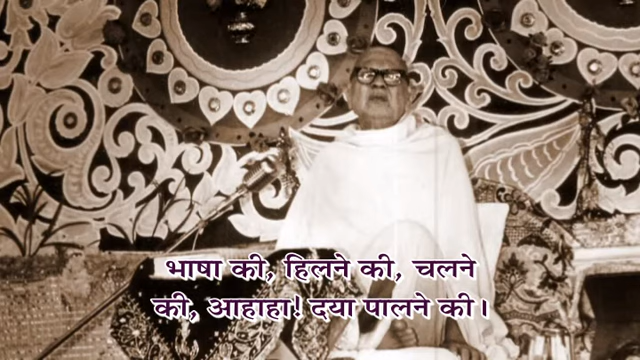 भाषा की, हिलने की, चलने
की, आहाहा! दया पालने की।